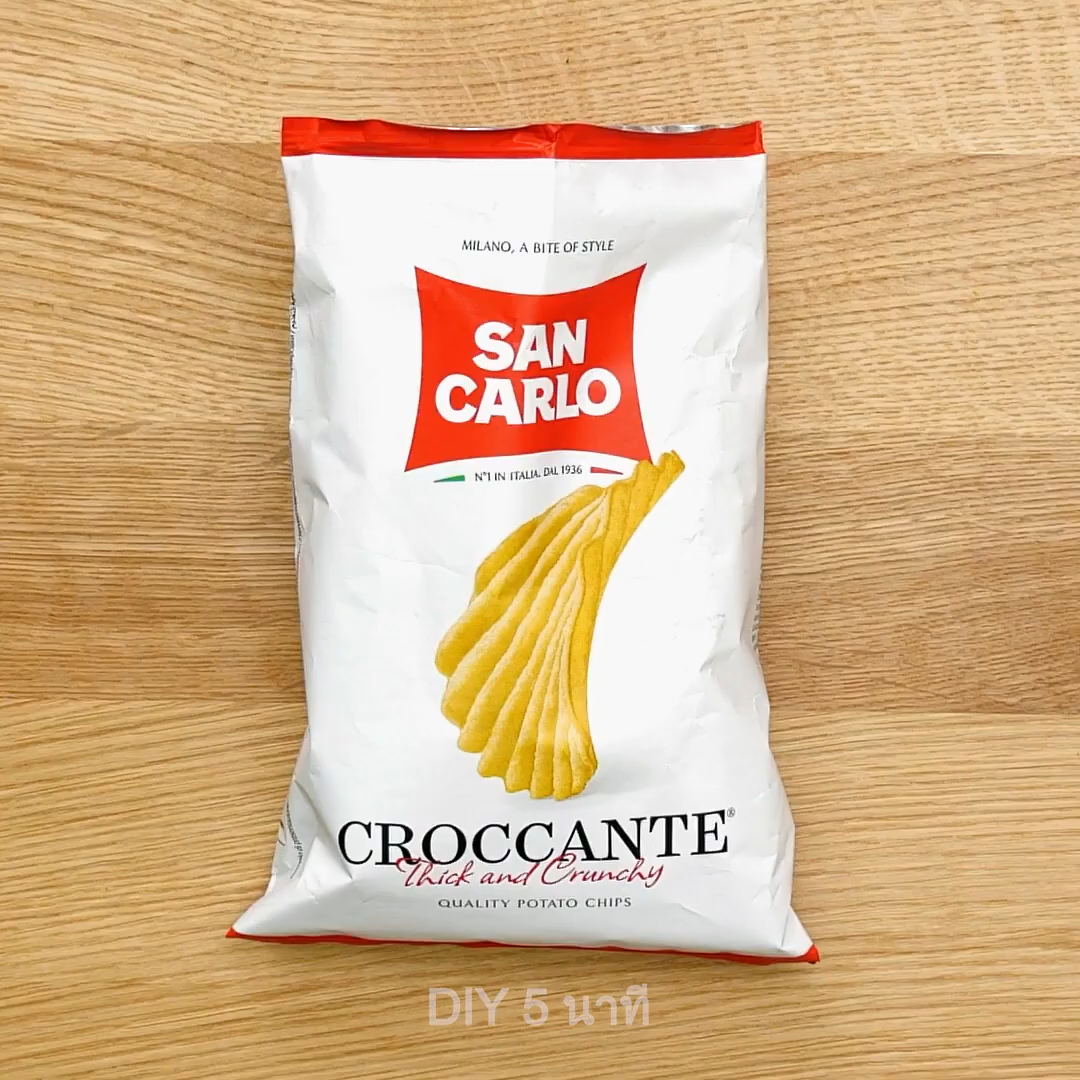 MILANO, A BITE OF STYLE
SAN
CARLO
N°1 IN ITALIA, DAL 1936
CROCCANTE®
Thick and Crunchy
QUALITY POTATO CHIPS
DIY 5 นาที